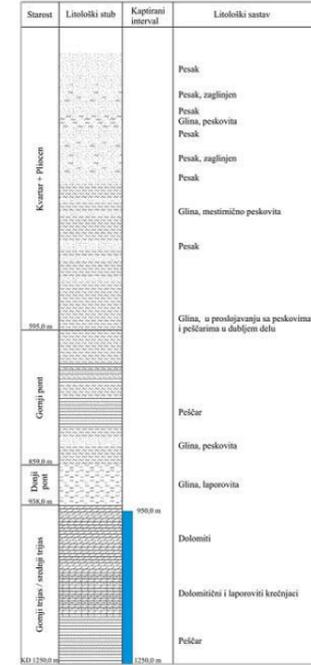 Starost
Litološki stub
Kaptirani
interval
Litološki sastav
Pesak
Pesak, zaglinjen
Pesak
Glina, peskovita
Pesak
Pesak, zaglinjen
Pesak
Kvartar + Pliocen
Glina, mestimično peskovita
Pesak
Glina, u proslojavanju sa peskovima
i peščarima u dubljem delu
595,0 m
Gornji pont
Peščar
Glina, peskovita
859,0 m
Donji
pont
Glina, laporovita
938,0 m
950,0 m
Gornji trijas / srednji trijas
Dolomiti
Dolomitični i laporoviti krečnjaci
Peščar
KD 1250,0 m
1250,0 m